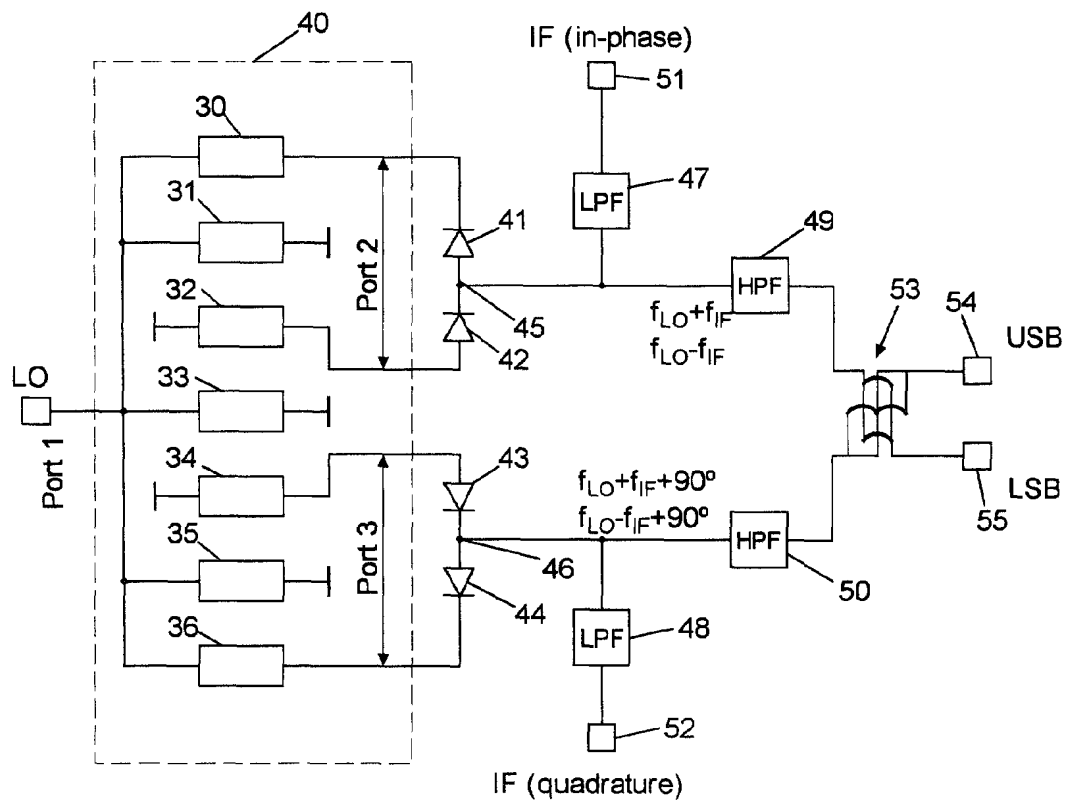 40
IF (in-phase)
51
30
31
32
33
34
35
36
LO
Port 1
Port 2
Port 3
41
42
45
LPF
47
49
HPF
fLO+fIF
fLO-fIF
53
54
USB
43
44
46
fLO+fIF+90º
fLO-fIF+90º
HPF
50
55
LSB
LPF
48
52
IF (quadrature)